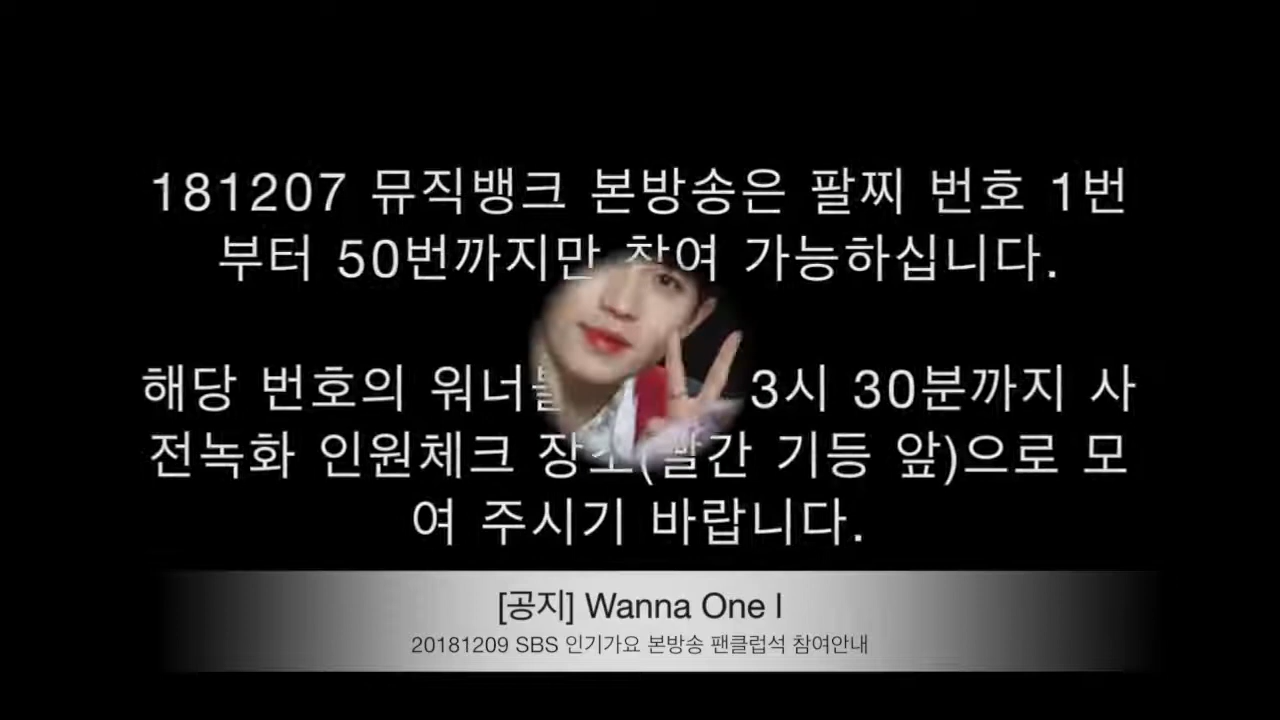 181207 뮤직뱅크 본방송은 팔찌 번호 1번
부터 50번까지만 참여 가능하십니다.
해당 번호의 3시 30분까지 사
전녹화 인원체크 장소(빨간 기둥 앞)으로 모
여 주시기 바랍니다.
[공지] Wanna One |
20181209 SBS 인기가요 본방송 팬클럽석 참여안내